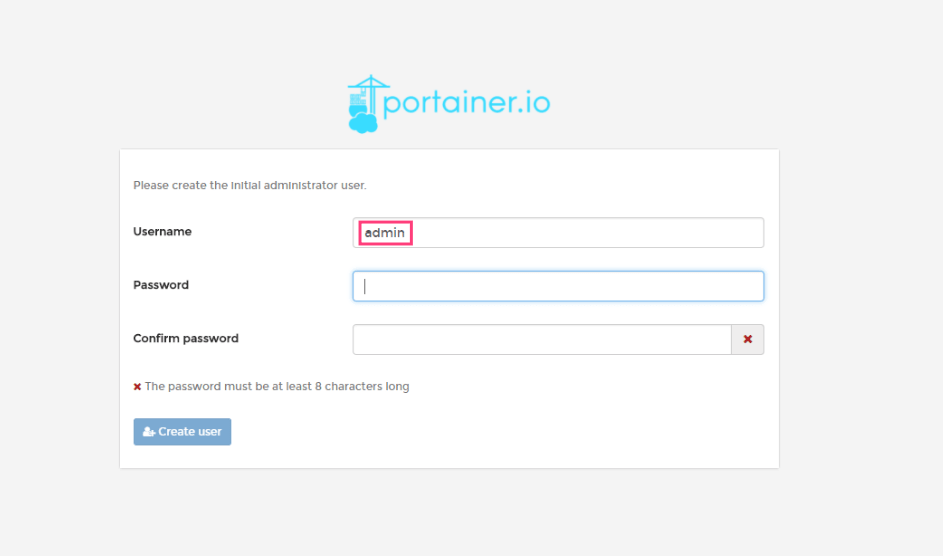 portainer.io
Please create the initial administrator user.
Username
admin
Password
Confirm password
The password must be at least 8 characters long
Create user